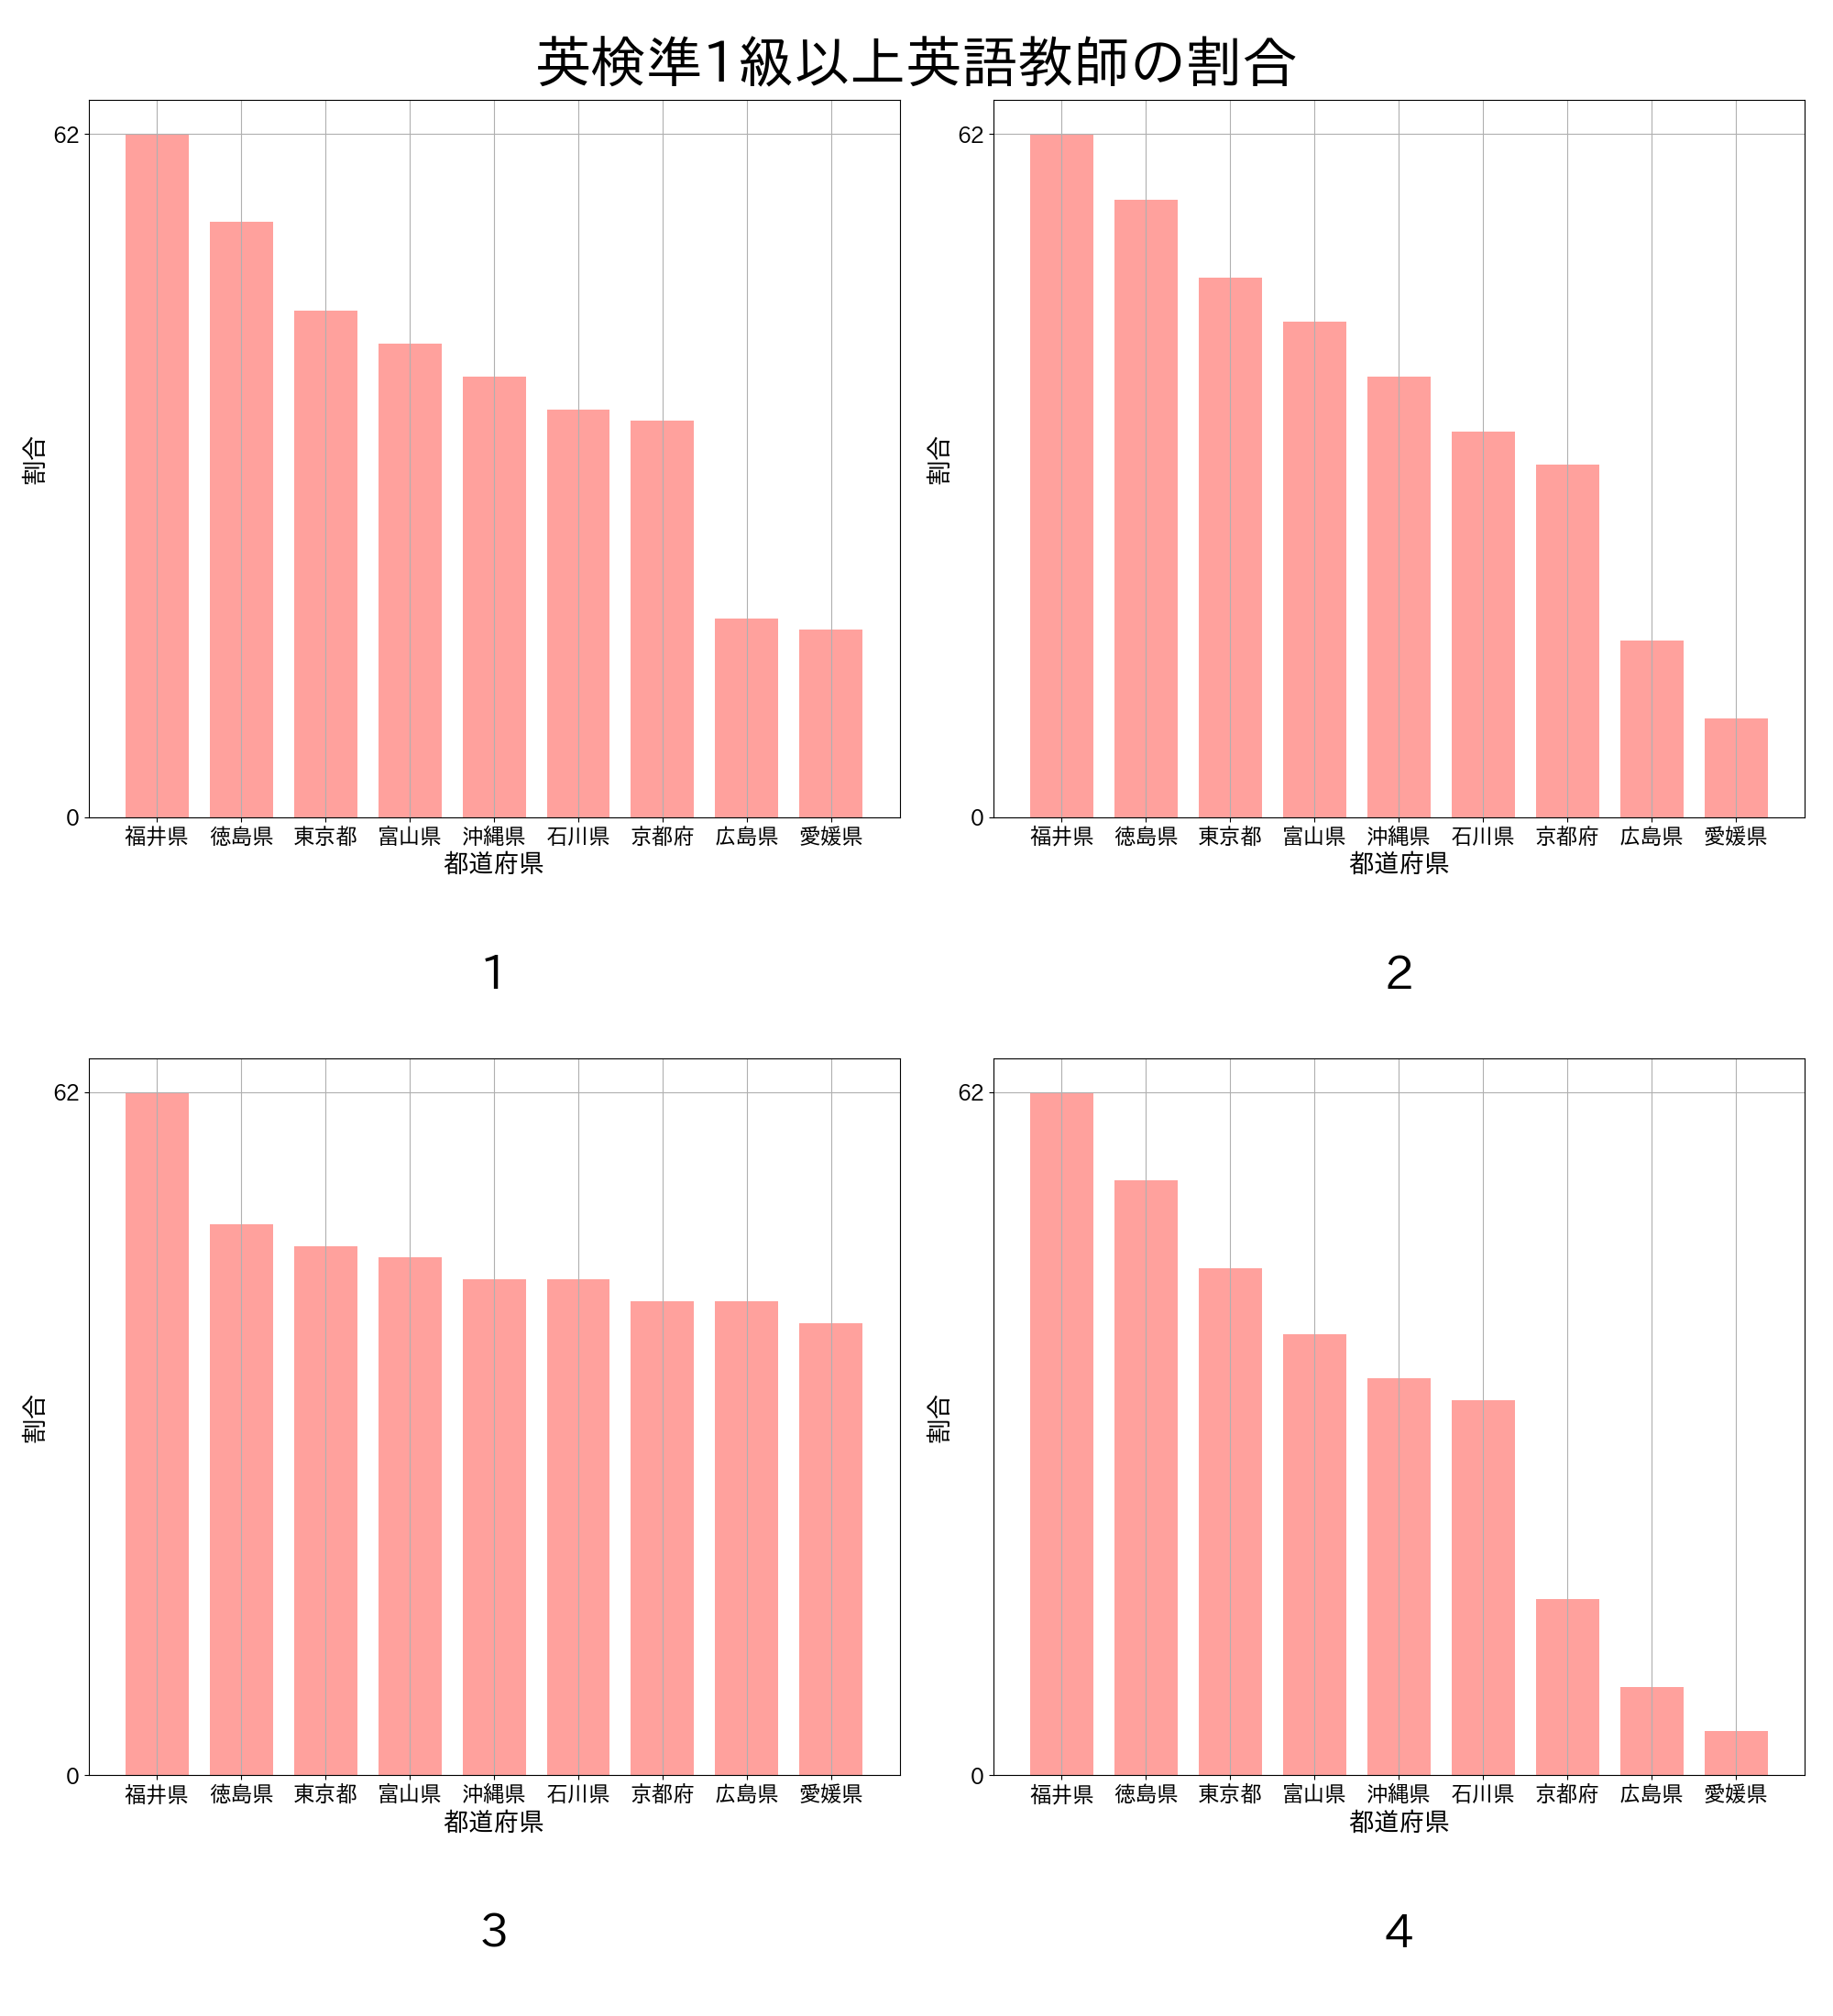 英検準1級以上英語教師の割合
62
0
割合
福井県 徳島県 東京都 富山県 沖縄県 石川県 京都府 広島県 愛媛県
都道府県
1
62
0
割合
福井県 徳島県 東京都 富山県 沖縄県 石川県 京都府 広島県 愛媛県
都道府県
2
62
0
割合
福井県 徳島県 東京都 富山県 沖縄県 石川県 京都府 広島県 愛媛県
都道府県
3
62
0
割合
福井県 徳島県 東京都 富山県 沖縄県 石川県 京都府 広島県 愛媛県
都道府県
4